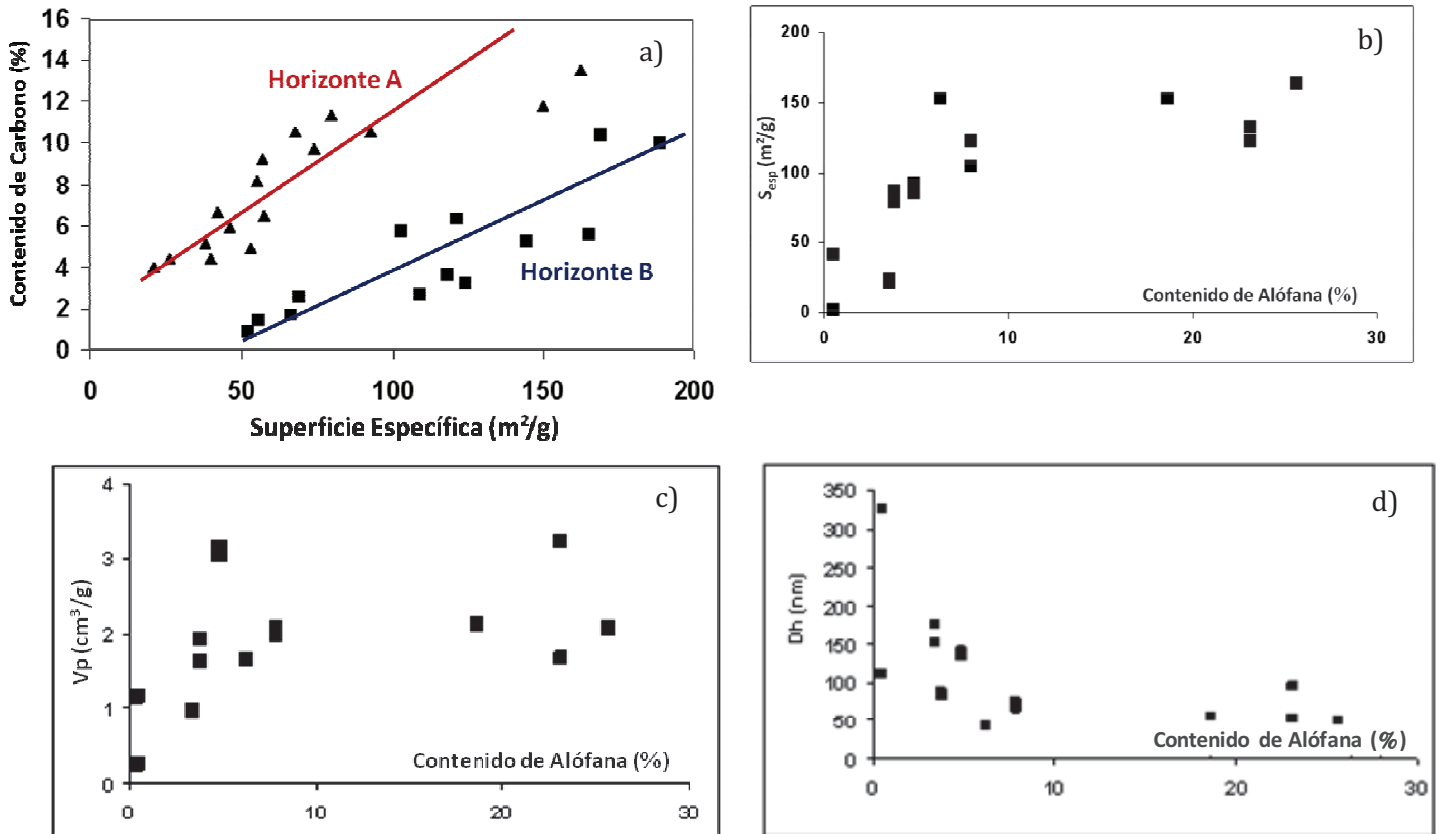 a)
Contenido de Carbono (%)
16
14
12
10
8
6
4
2
0
Horizonte A
Horizonte B
0 50 100 150 200
Superficie Específica (m²/g)
b)
S_esp (m²/g)
200
150
100
50
0
Contenido de Alófana (%)
0 10 20 30
c)
Vp (cm³/g)
4
3
2
1
0
Contenido de Alófana (%)
0 10 20 30
d)
Dh (nm)
350
300
250
200
150
100
50
0
Contenido de Alófana (%)
0 10 20 30